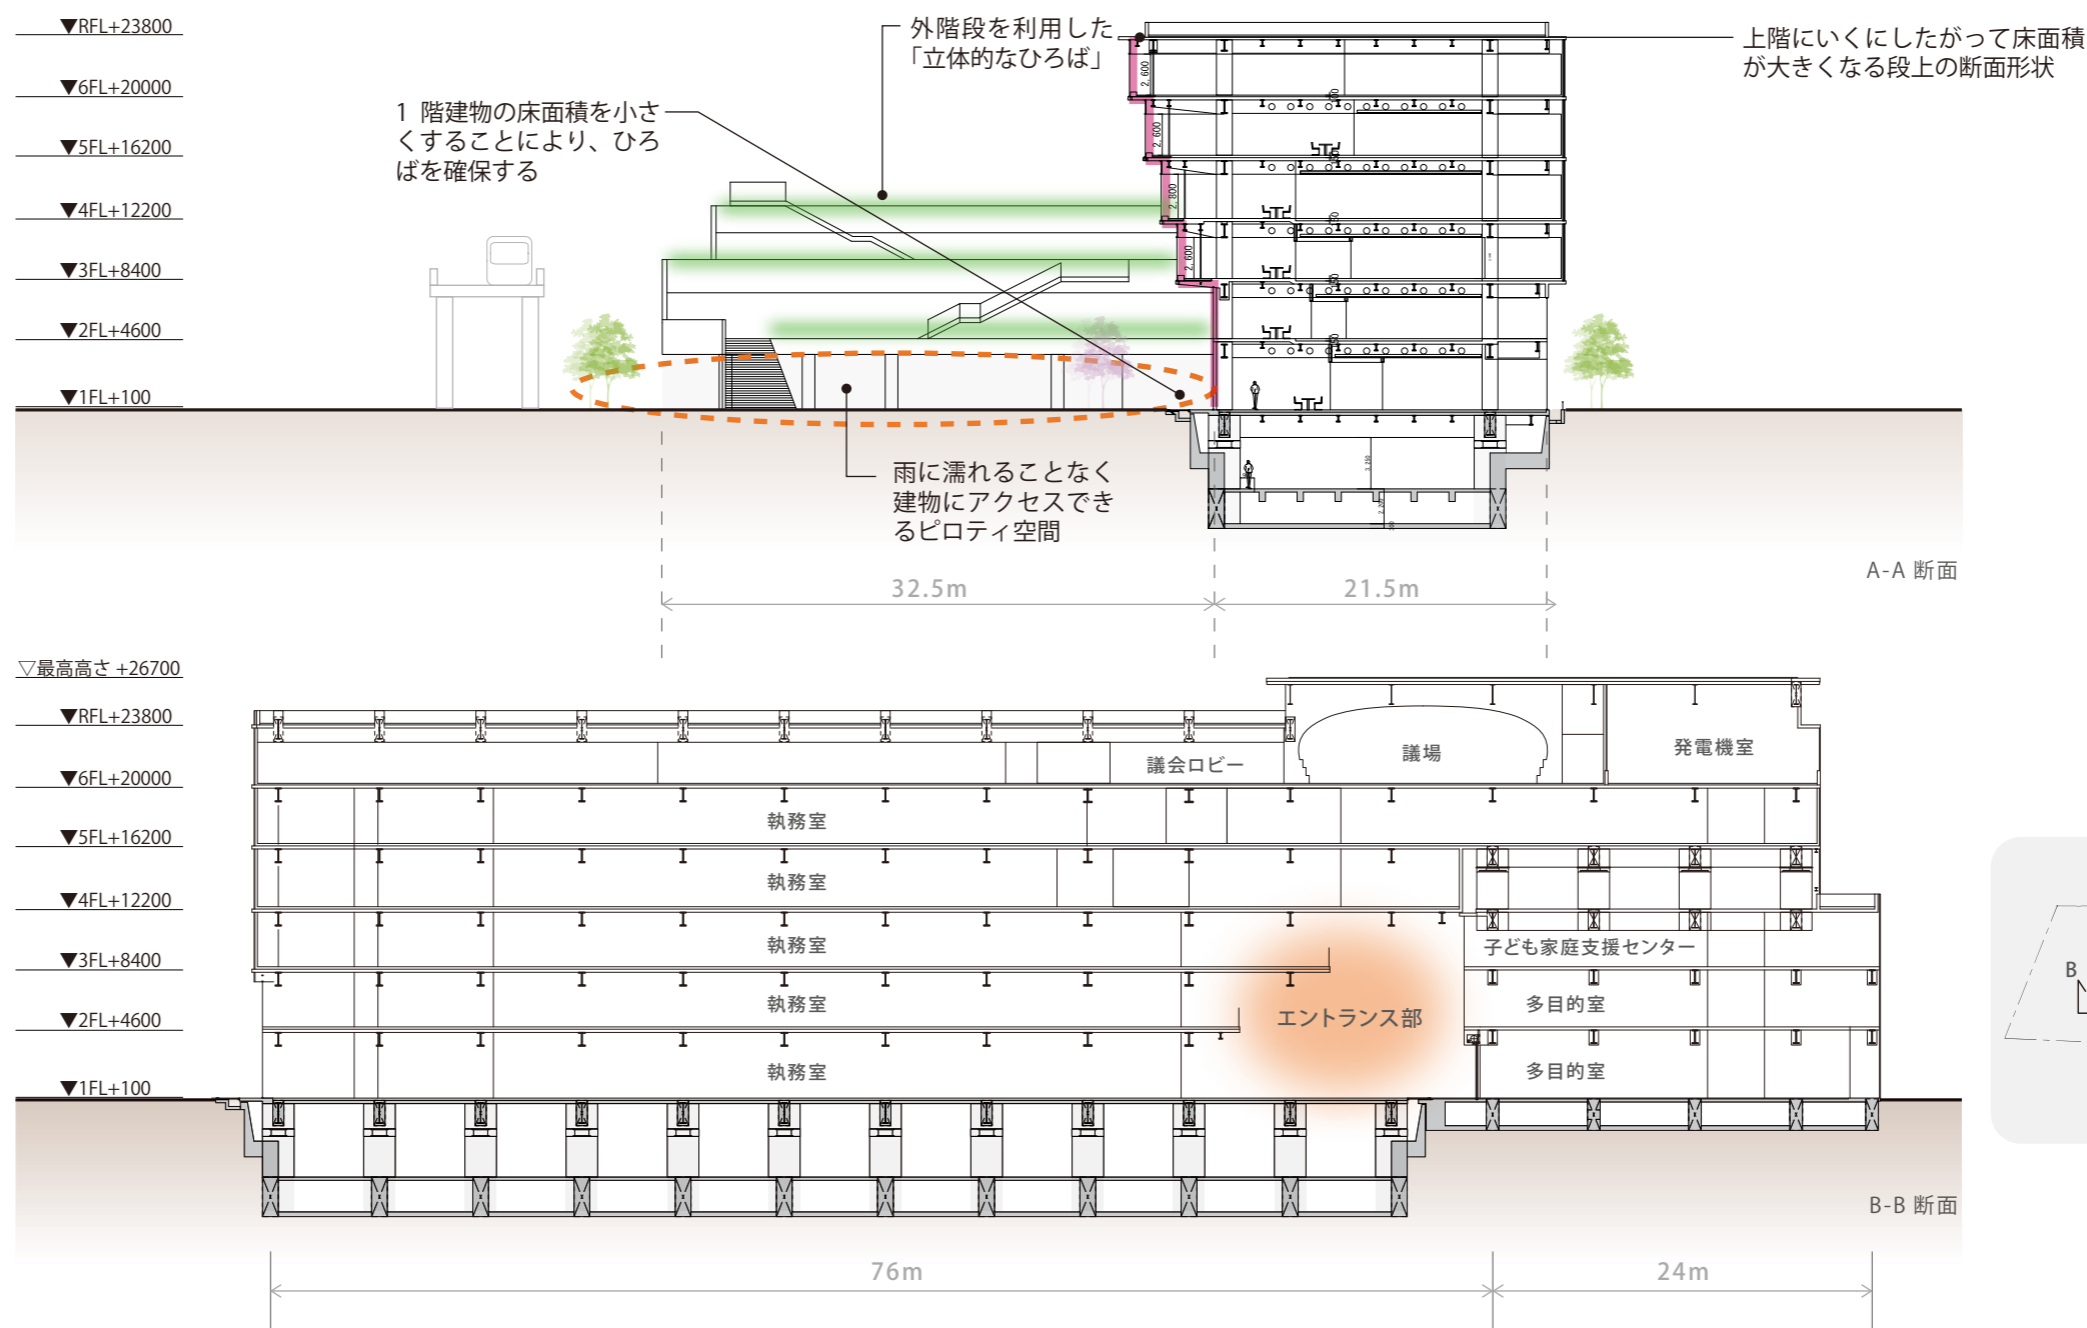 ▼RFL+23800
▼6FL+20000
▼5FL+16200
▼4FL+12200
▼3FL+8400
▼2FL+4600
▼1FL+100
外階段を利用した
「立体的なひろば」
上階にいくにしたがって床面積
が大きくなる段上の断面形状
1 階建物の床面積を小さ
くすることにより、ひろ
ばを確保する
2,600
2,600
2,800
2,600
雨に濡れることなく
建物にアクセスでき
るピロティ空間
A-A 断面
32.5m
21.5m
▽最高高さ +26700
▼RFL+23800
▼6FL+20000
▼5FL+16200
▼4FL+12200
▼3FL+8400
▼2FL+4600
▼1FL+100
議会ロビー
議場
発電機室
執務室
執務室
執務室
子ども家庭支援センター
執務室
エントランス部
多目的室
執務室
多目的室
B
B-B 断面
76m
24m